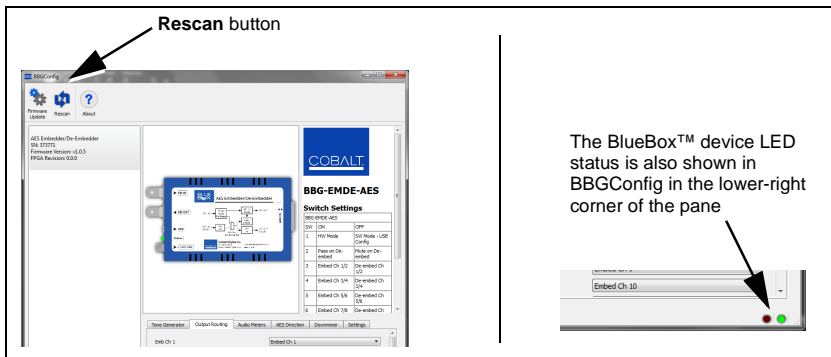 Rescan button
BBGConfig
Firmware
Update
Rescan
About
AES Embedder/De-Embedder
SN: 373771
Firmware Version: v1.0.5
FPGA Revision: 0.0.0
BLUE
BOX
AES Embedder/De-Embedder
COBALT
BBG-EMDE-AES
Switch Settings
BBG-EMDE-AES
SW ON OFF
1 HW Mode SW Mode - USB
Config
2 Pass on De-
embed Mute on De-
embed
3 Embed Ch 1/2 De-embed Ch
1/2
4 Embed Ch 3/4 De-embed Ch
3/4
5 Embed Ch 5/6 De-embed Ch
5/6
6 Embed Ch 7/8 De-embed Ch
Tone Generator Output Routing Audio Meters AES Direction Downmixer Settings
Emb Ch 1 Embed Ch 1
The BlueBox™ device LED
status is also shown in
BBGConfig in the lower-right
corner of the pane
Embed Ch 10